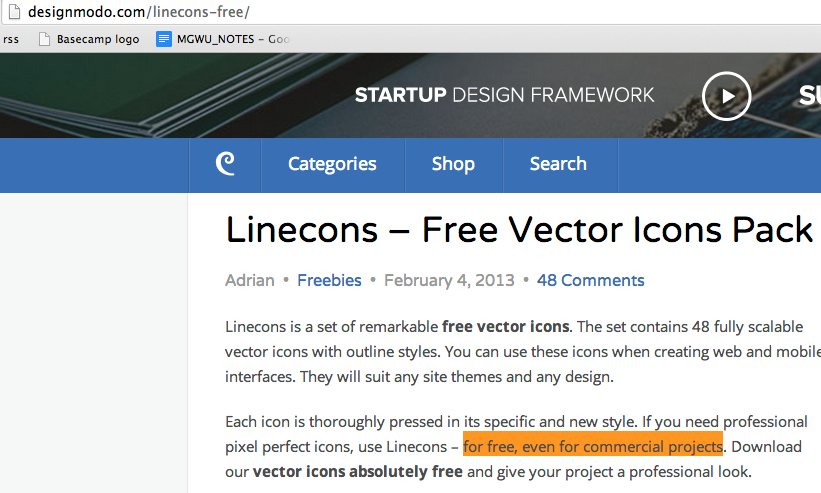 designmodo.com/linecons-free/
rss Basecamp logo MGWU_NOTES – Goo
STARTUP DESIGN FRAMEWORK SU
Categories Shop Search
Linecons – Free Vector Icons Pack
Adrian • Freebies • February 4, 2013 • 48 Comments
Linecons is a set of remarkable free vector icons. The set contains 48 fully scalable
vector icons with outline styles. You can use these icons when creating web and mobile
interfaces. They will suit any site themes and any design.
Each icon is thoroughly pressed in its specific and new style. If you need professional
pixel perfect icons, use Linecons – for free, even for commercial projects. Download
our vector icons absolutely free and give your project a professional look.